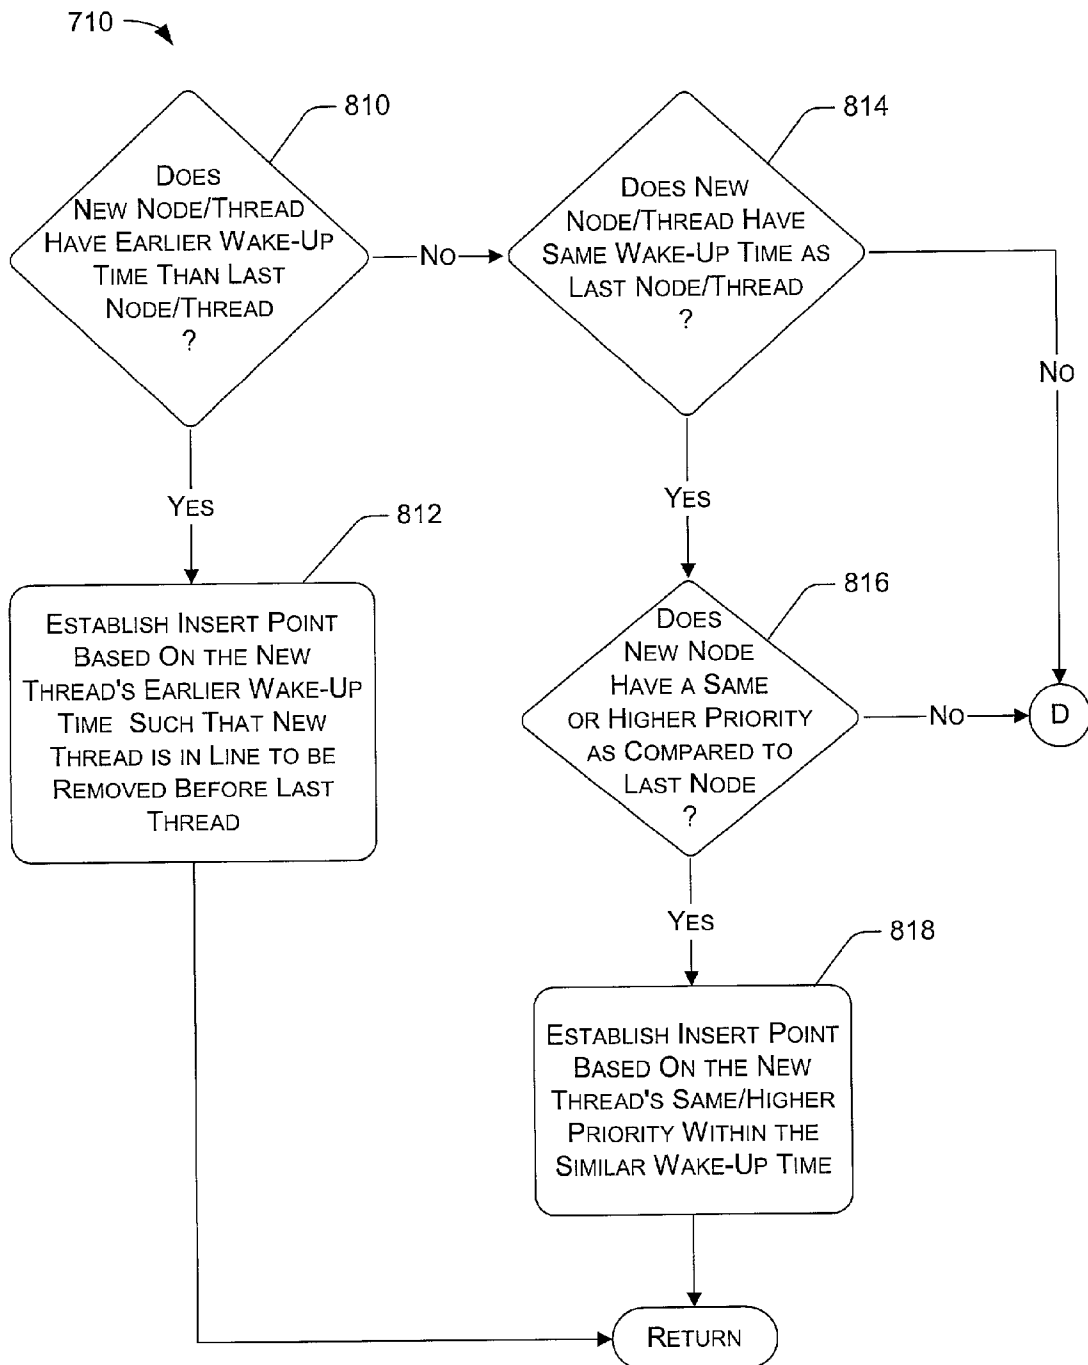 710
810
DOES
NEW NODE/THREAD
HAVE EARLIER WAKE-UP
TIME THAN LAST
NODE/THREAD
?
NO
814
DOES NEW
NODE/THREAD HAVE
SAME WAKE-UP TIME AS
LAST NODE/THREAD
?
NO
YES
812
ESTABLISH INSERT POINT
BASED ON THE NEW
THREAD'S EARLIER WAKE-UP
TIME SUCH THAT NEW
THREAD IS IN LINE TO BE
REMOVED BEFORE LAST
THREAD
YES
816
DOES
NEW NODE
HAVE A SAME
OR HIGHER PRIORITY
AS COMPARED TO
LAST NODE
?
NO
D
YES
818
ESTABLISH INSERT POINT
BASED ON THE NEW
THREAD'S SAME/HIGHER
PRIORITY WITHIN THE
SIMILAR WAKE-UP TIME
RETURN